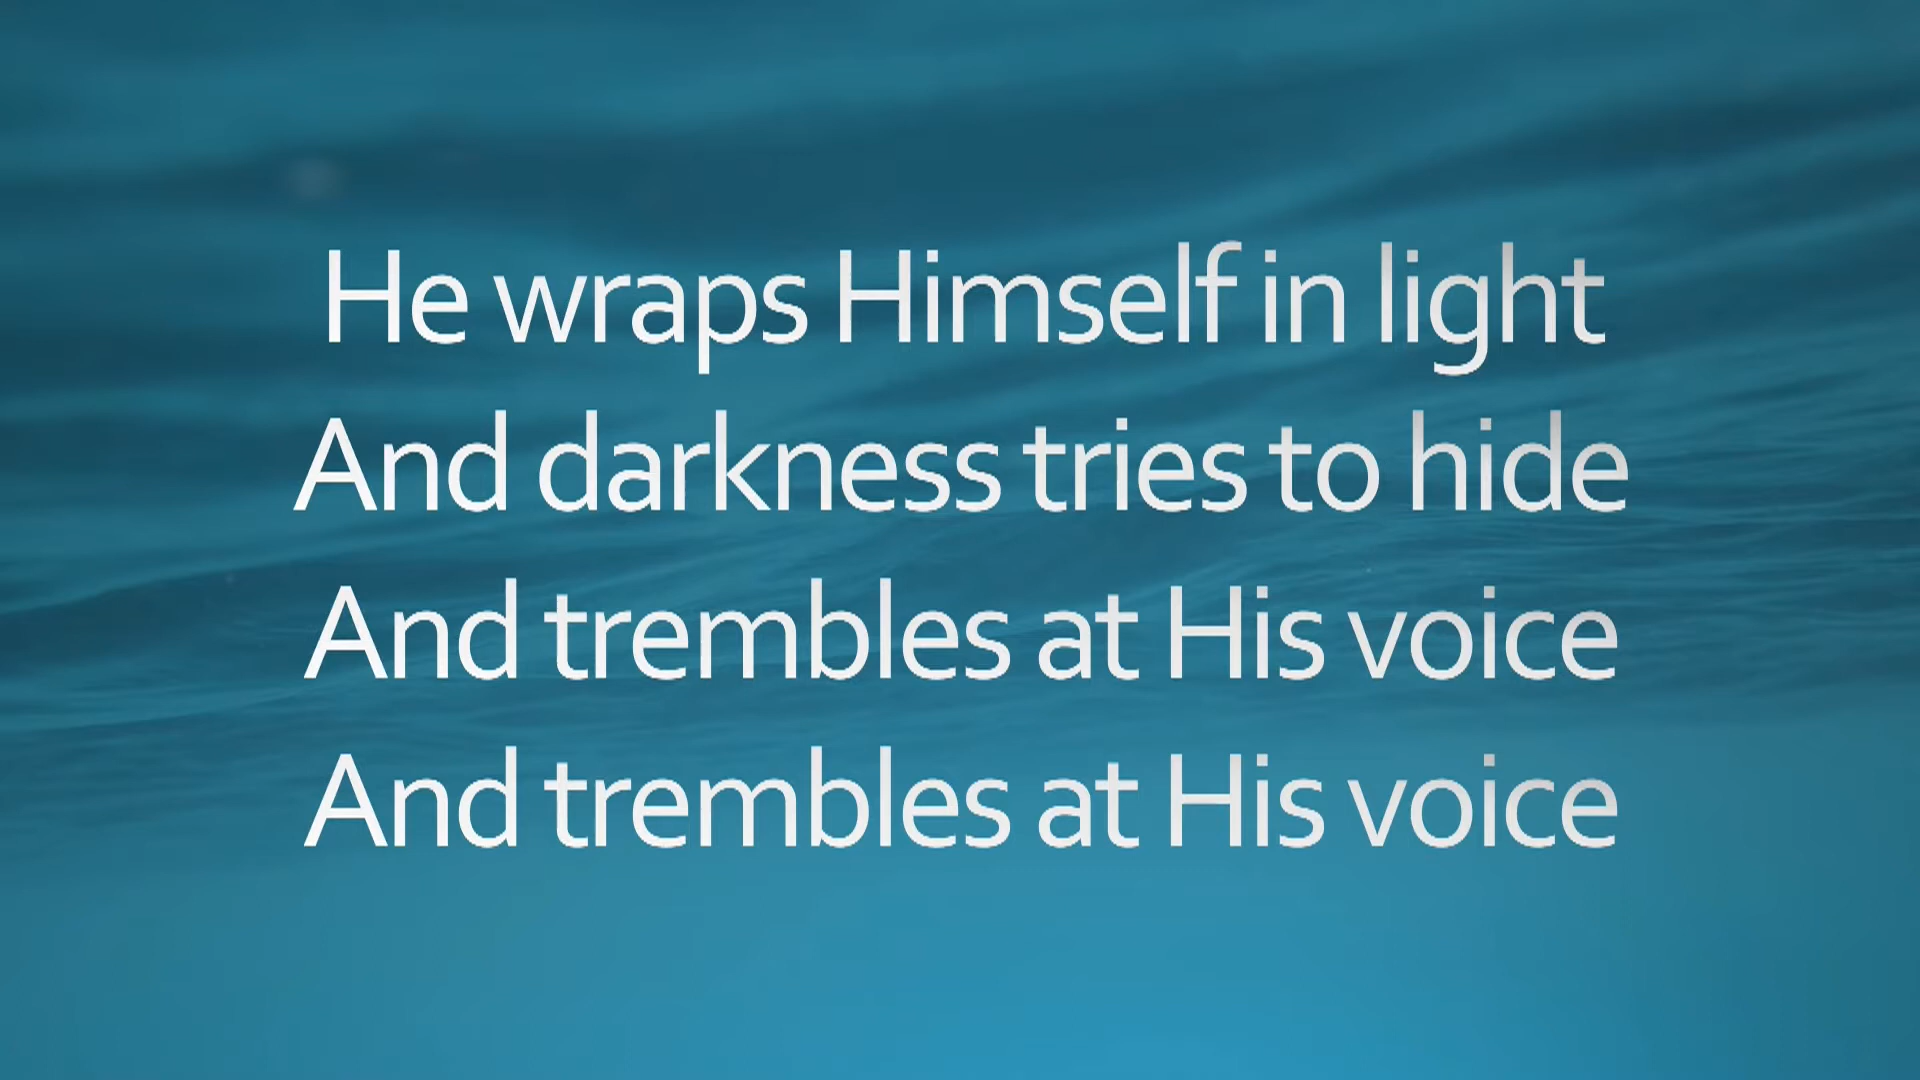 He wraps Himself in light
And darkness tries to hide
And trembles at His voice
And trembles at His voice